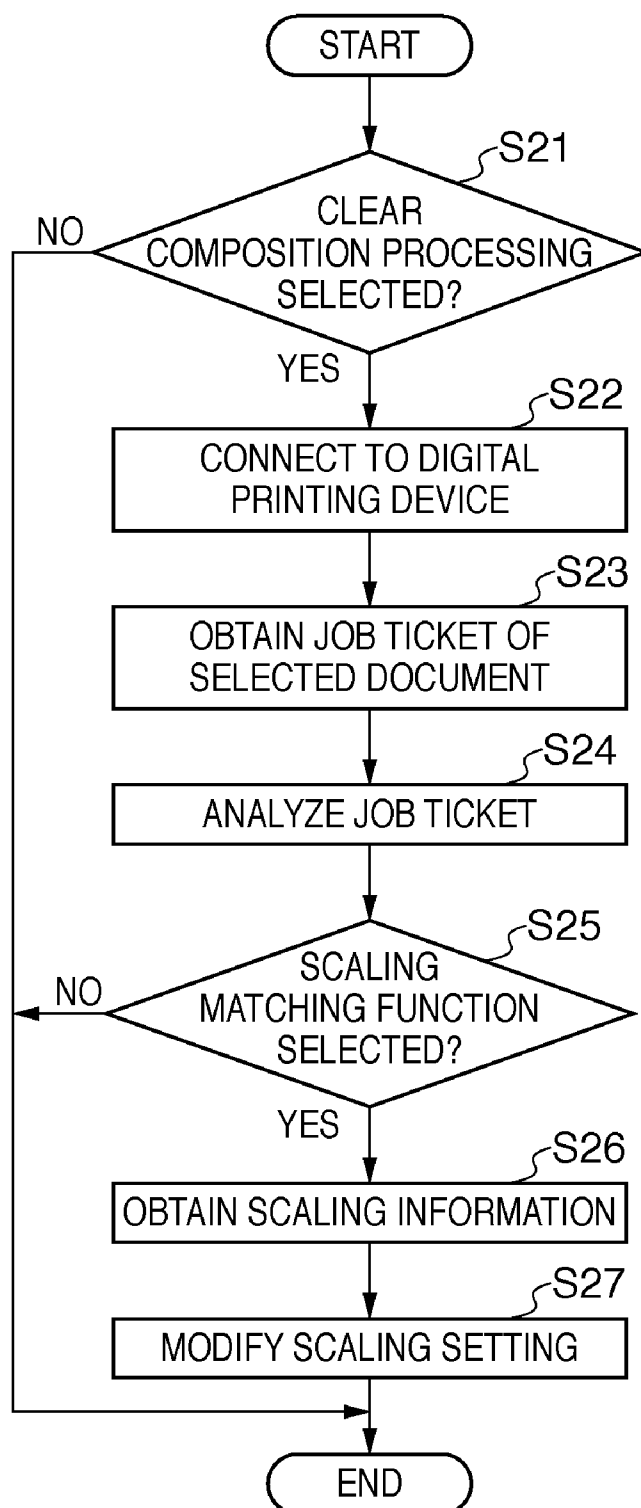 START
S21
CLEAR
COMPOSITION PROCESSING
SELECTED?
NO
YES
S22
CONNECT TO DIGITAL
PRINTING DEVICE
S23
OBTAIN JOB TICKET OF
SELECTED DOCUMENT
S24
ANALYZE JOB TICKET
S25
SCALING
MATCHING FUNCTION
SELECTED?
NO
YES
S26
OBTAIN SCALING INFORMATION
S27
MODIFY SCALING SETTING
END